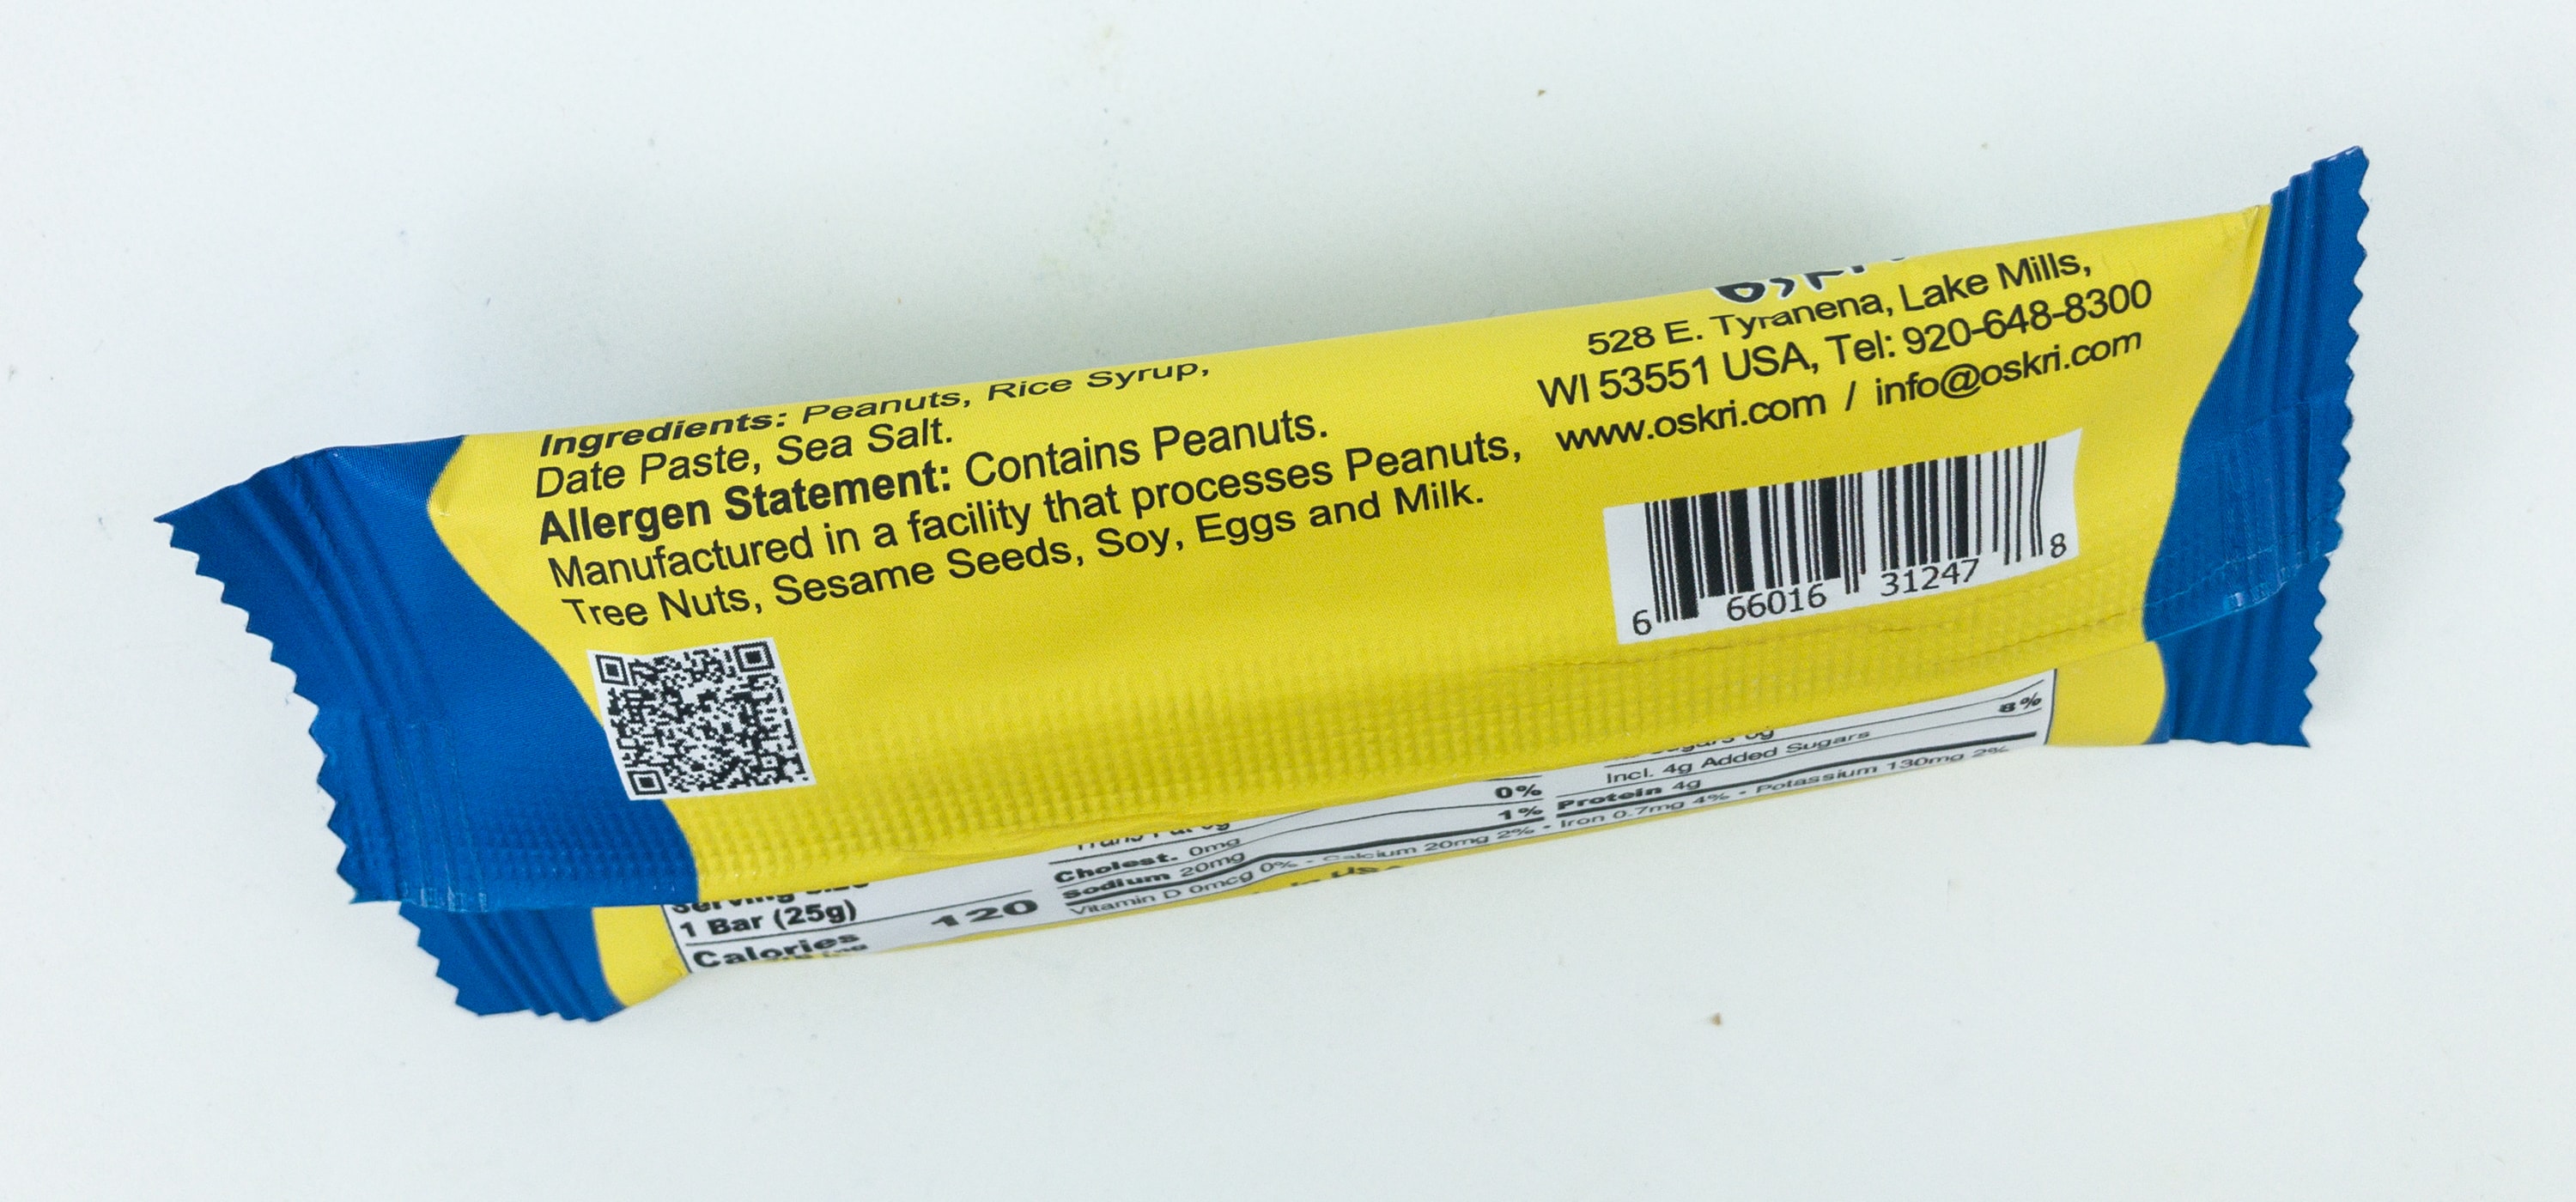 Ingredients: Peanuts, Rice Syrup,
Date Paste, Sea Salt.
Allergen Statement: Contains Peanuts.
Manufactured in a facility that processes Peanuts,
Tree Nuts, Sesame Seeds, Soy, Eggs and Milk.
528 E. Tyranena, Lake Mills,
WI 53551 USA, Tel: 920-648-8300
www.oskri.com / info@oskri.com
6 66016 31247 8
1 Bar (25g)
Calories 120
0%
Cholest. 0mg
Sodium 20mg 1%
8%
Incl. 4g Added Sugars
Protein 4g
Vitamin D 0mcg 0% - Calcium 20mg 2% - Iron 0.7mg 4% - Potassium 130mg 2%